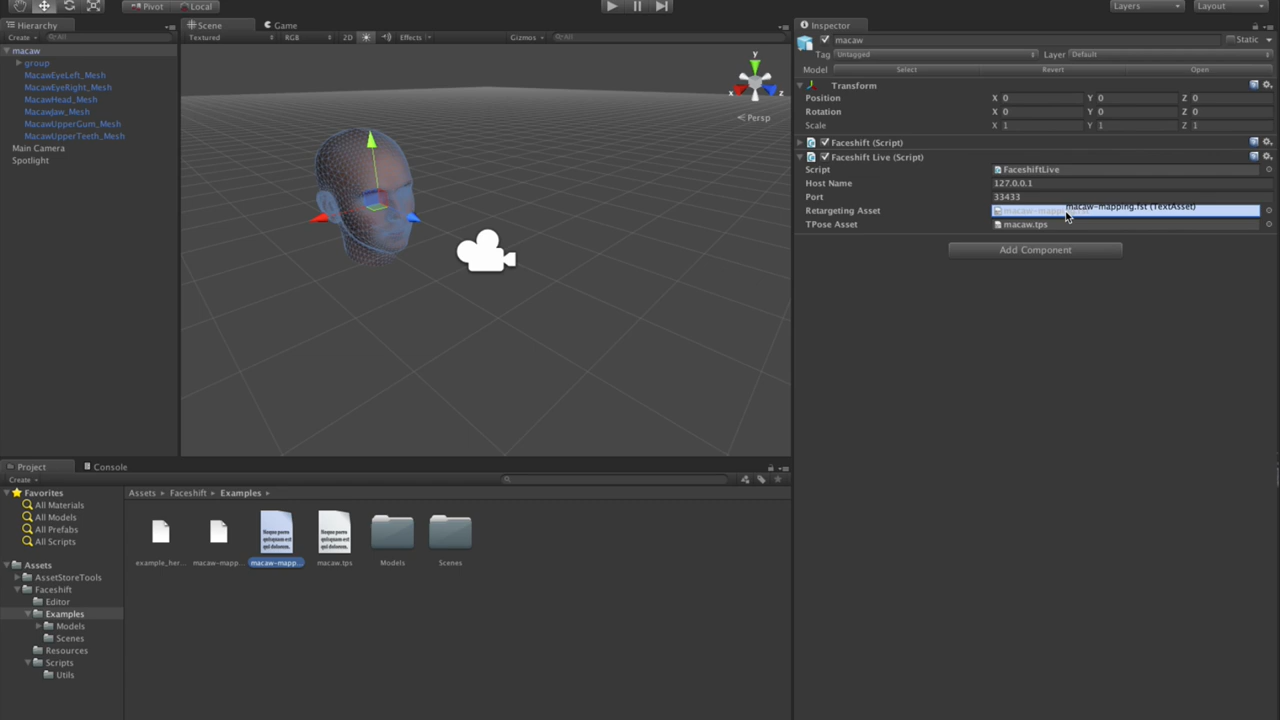 Pivot Local Layers Layout
Hierarchy
Create All
macaw
group
MacawEyeLeft_Mesh
MacawEyeRight_Mesh
MacawHead_Mesh
MacawJaw_Mesh
MacawUpperGum_Mesh
MacawUpperTeeth_Mesh
Main Camera
Spotlight
Scene Game
Textured RGB 2D Effects Gizmos All
y
x z
Persp
Inspector
macaw Static
Tag Untagged Layer Default
Model Select Revert Open
Transform
Position X 0 Y 0 Z 0
Rotation X 0 Y 0 Z 0
Scale X 1 Y 1 Z 1
Faceshift (Script)
Faceshift Live (Script)
Script FaceshiftLive
Host Name 127.0.0.1
Port 33433
macaw-mapping.fst (TextAsset)
Retargeting Asset
TPose Asset macaw.tps
Add Component
Project Console
Create
Favorites
All Materials
All Models
All Prefabs
All Scripts
Assets
AssetStoreTools
Faceshift
Editor
Examples
Models
Scenes
Resources
Scripts
Utils
Assets Faceshift Examples
example_her... macaw-mapp... macaw-mapp... macaw.tps Models Scenes